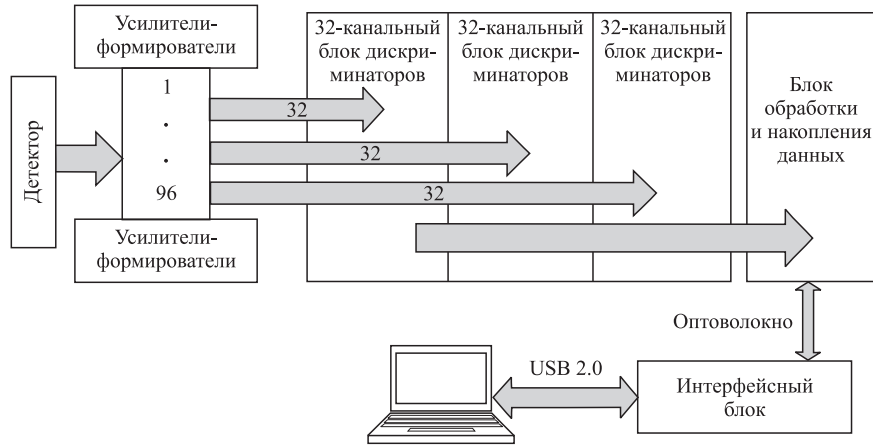 Детектор
Усилители-
формирователи
1
.
.
.
96
Усилители-
формирователи
32-канальный
блок дискри-
минаторов
32-канальный
блок дискри-
минаторов
32-канальный
блок дискри-
минаторов
32
32
32
Блок
обработки
и накопления
данных
Оптоволокно
USB 2.0
Интерфейсный
блок